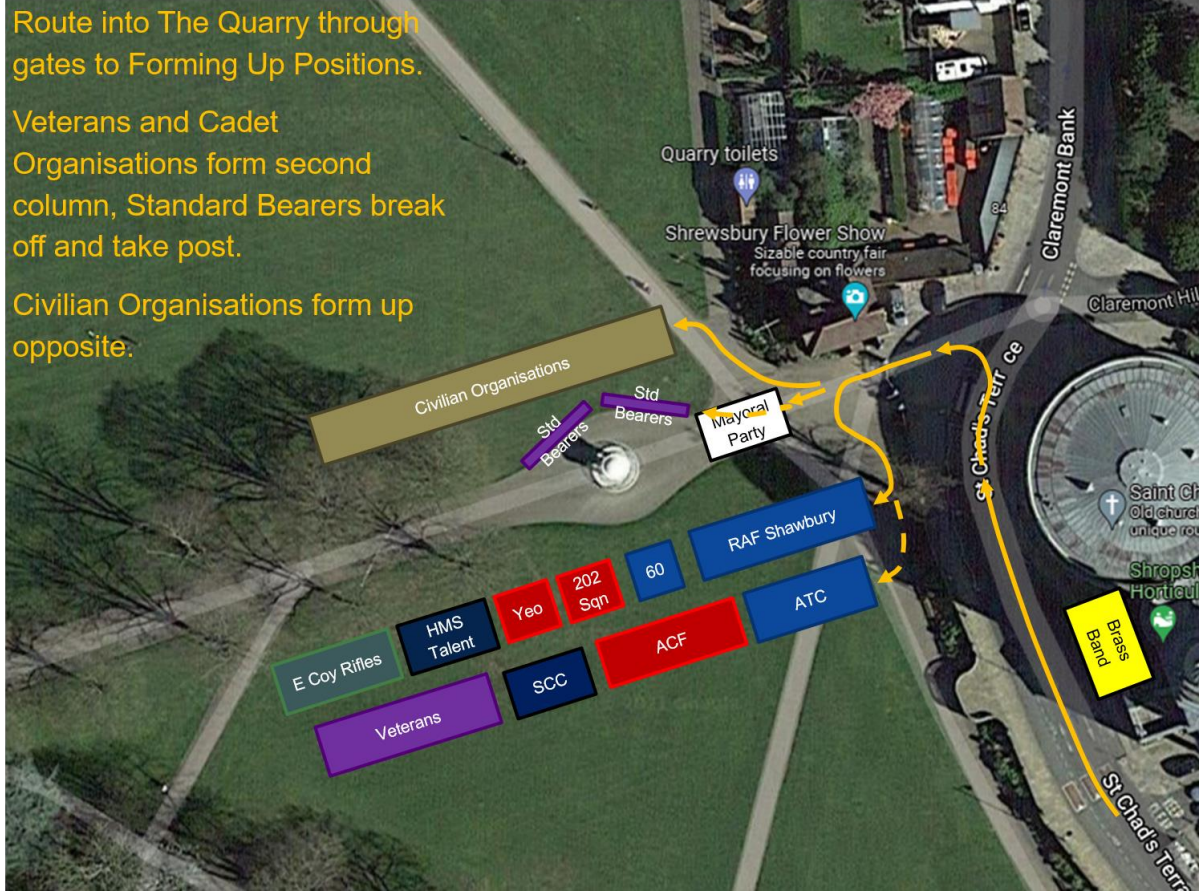 Route into The Quarry through
gates to Forming Up Positions.
Veterans and Cadet
Organisations form second
column, Standard Bearers break
off and take post.
Civilian Organisations form up
opposite.
Quarry toilets
84
Shrewsbury Flower Show
Sizable country fair
focusing on flowers
Claremont Bank
Claremont Hil
St Chad's Terr ce
Civilian Organisations
Std
Bearers
Std
Bearers
Mayoral
Party
Saint Ch
Old church
unique rou
Shropsh
Horticul
Brass
Band
RAF Shawbury
60
202
Sqn
Yeo
HMS
Talent
E Coy Rifles
ATC
ACF
SCC
Veterans
St Chad's Terr
KEEP
CLEAR